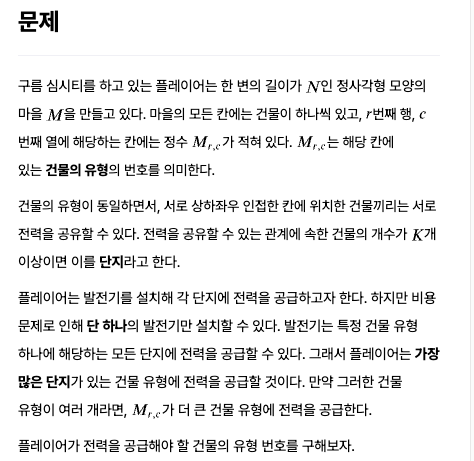 문제
구름 심시티를 하고 있는 플레이어는 한 변의 길이가 N인 정사각형 모양의
마을 M을 만들고 있다. 마을의 모든 칸에는 건물이 하나씩 있고, r번째 행, c
번째 열에 해당하는 칸에는 정수 M_{r,c}가 적혀 있다. M_{r,c}는 해당 칸에
있는 건물의 유형의 번호를 의미한다.
건물의 유형이 동일하면서, 서로 상하좌우 인접한 칸에 위치한 건물끼리는 서로
전력을 공유할 수 있다. 전력을 공유할 수 있는 관계에 속한 건물의 개수가 K개
이상이면 이를 단지라고 한다.
플레이어는 발전기를 설치해 각 단지에 전력을 공급하고자 한다. 하지만 비용
문제로 인해 단 하나의 발전기만 설치할 수 있다. 발전기는 특정 건물 유형
하나에 해당하는 모든 단지에 전력을 공급할 수 있다. 그래서 플레이어는 가장
많은 단지가 있는 건물 유형에 전력을 공급할 것이다. 만약 그러한 건물
유형이 여러 개라면, M_{r,c}가 더 큰 건물 유형에 전력을 공급한다.
플레이어가 전력을 공급해야 할 건물의 유형 번호를 구해보자.